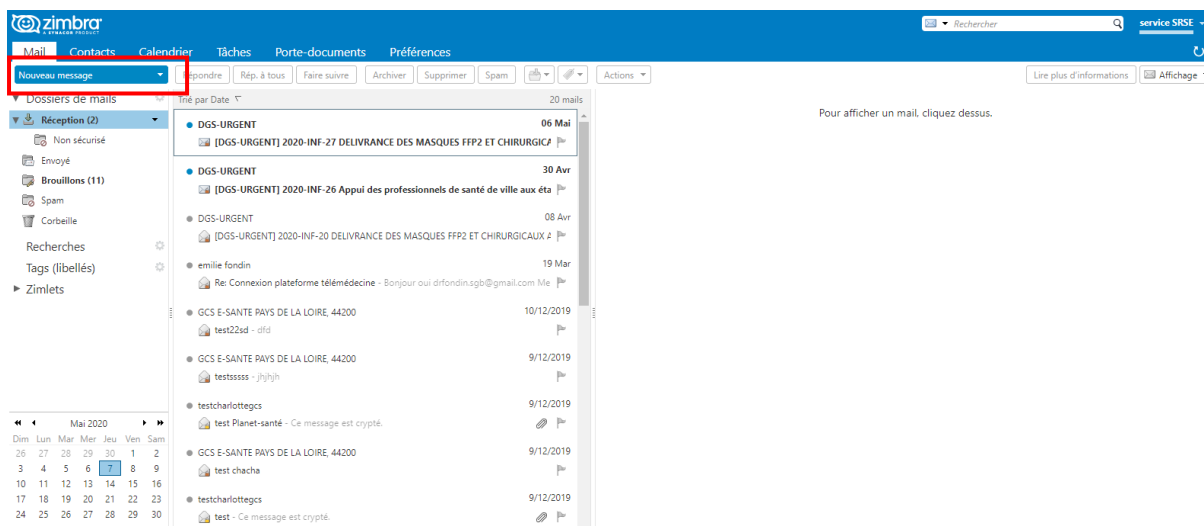 zimbra
A SYNACOR PRODUCT
Rechercher
service SRSE
Mail Contacts Calendrier Tâches Porte-documents Préférences
Nouveau message
Répondre Rép. à tous Faire suivre Archiver Supprimer Spam Actions
Lire plus d'informations Affichage
Dossiers de mails
Réception (2)
Non sécurisé
Envoyé
Brouillons (11)
Spam
Corbeille
Recherches
Tags (libellés)
Zimlets
Trié par Date 20 mails
DGS-URGENT 06 Mai
[DGS-URGENT] 2020-INF-27 DELIVRANCE DES MASQUES FFP2 ET CHIRURGICA
DGS-URGENT 30 Avr
[DGS-URGENT] 2020-INF-26 Appui des professionnels de santé de ville aux éta
DGS-URGENT 08 Avr
[DGS-URGENT] 2020-INF-20 DELIVRANCE DES MASQUES FFP2 ET CHIRURGICAUX A
emilie fondin 19 Mar
Re: Connexion plateforme télémédecine - Bonjour oui drfondin.sgb@gmail.com Me
GCS E-SANTE PAYS DE LA LOIRE, 44200 10/12/2019
test22sd - dfd
GCS E-SANTE PAYS DE LA LOIRE, 44200 9/12/2019
testsssss - jhjhjh
testcharlottegcs 9/12/2019
test Planet-santé - Ce message est crypté.
GCS E-SANTE PAYS DE LA LOIRE, 44200 9/12/2019
test chacha
testcharlottegcs 9/12/2019
test - Ce message est crypté.
Pour afficher un mail, cliquez dessus.
Mai 2020
Dim Lun Mar Mer Jeu Ven Sam
26 27 28 29 30 1 2
3 4 5 6 7 8 9
10 11 12 13 14 15 16
17 18 19 20 21 22 23
24 25 26 27 28 29 30